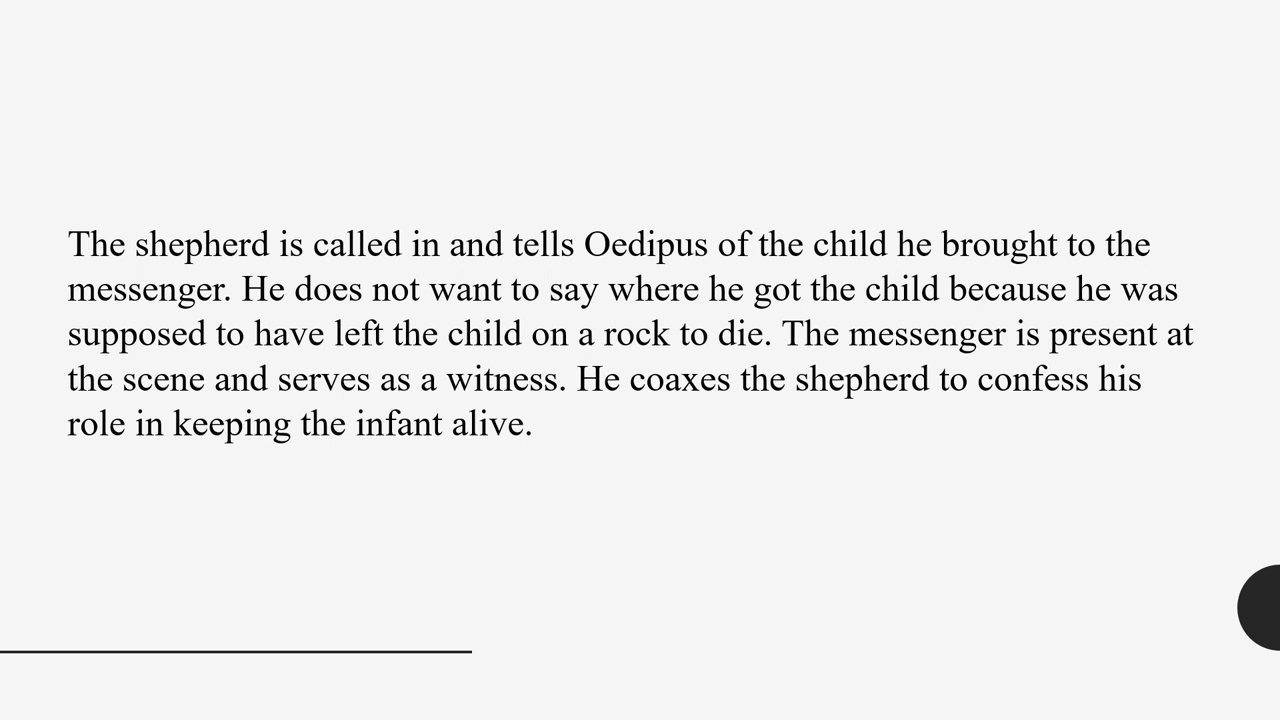 The shepherd is called in and tells Oedipus of the child he brought to the
messenger. He does not want to say where he got the child because he was
supposed to have left the child on a rock to die. The messenger is present at
the scene and serves as a witness. He coaxes the shepherd to confess his
role in keeping the infant alive.